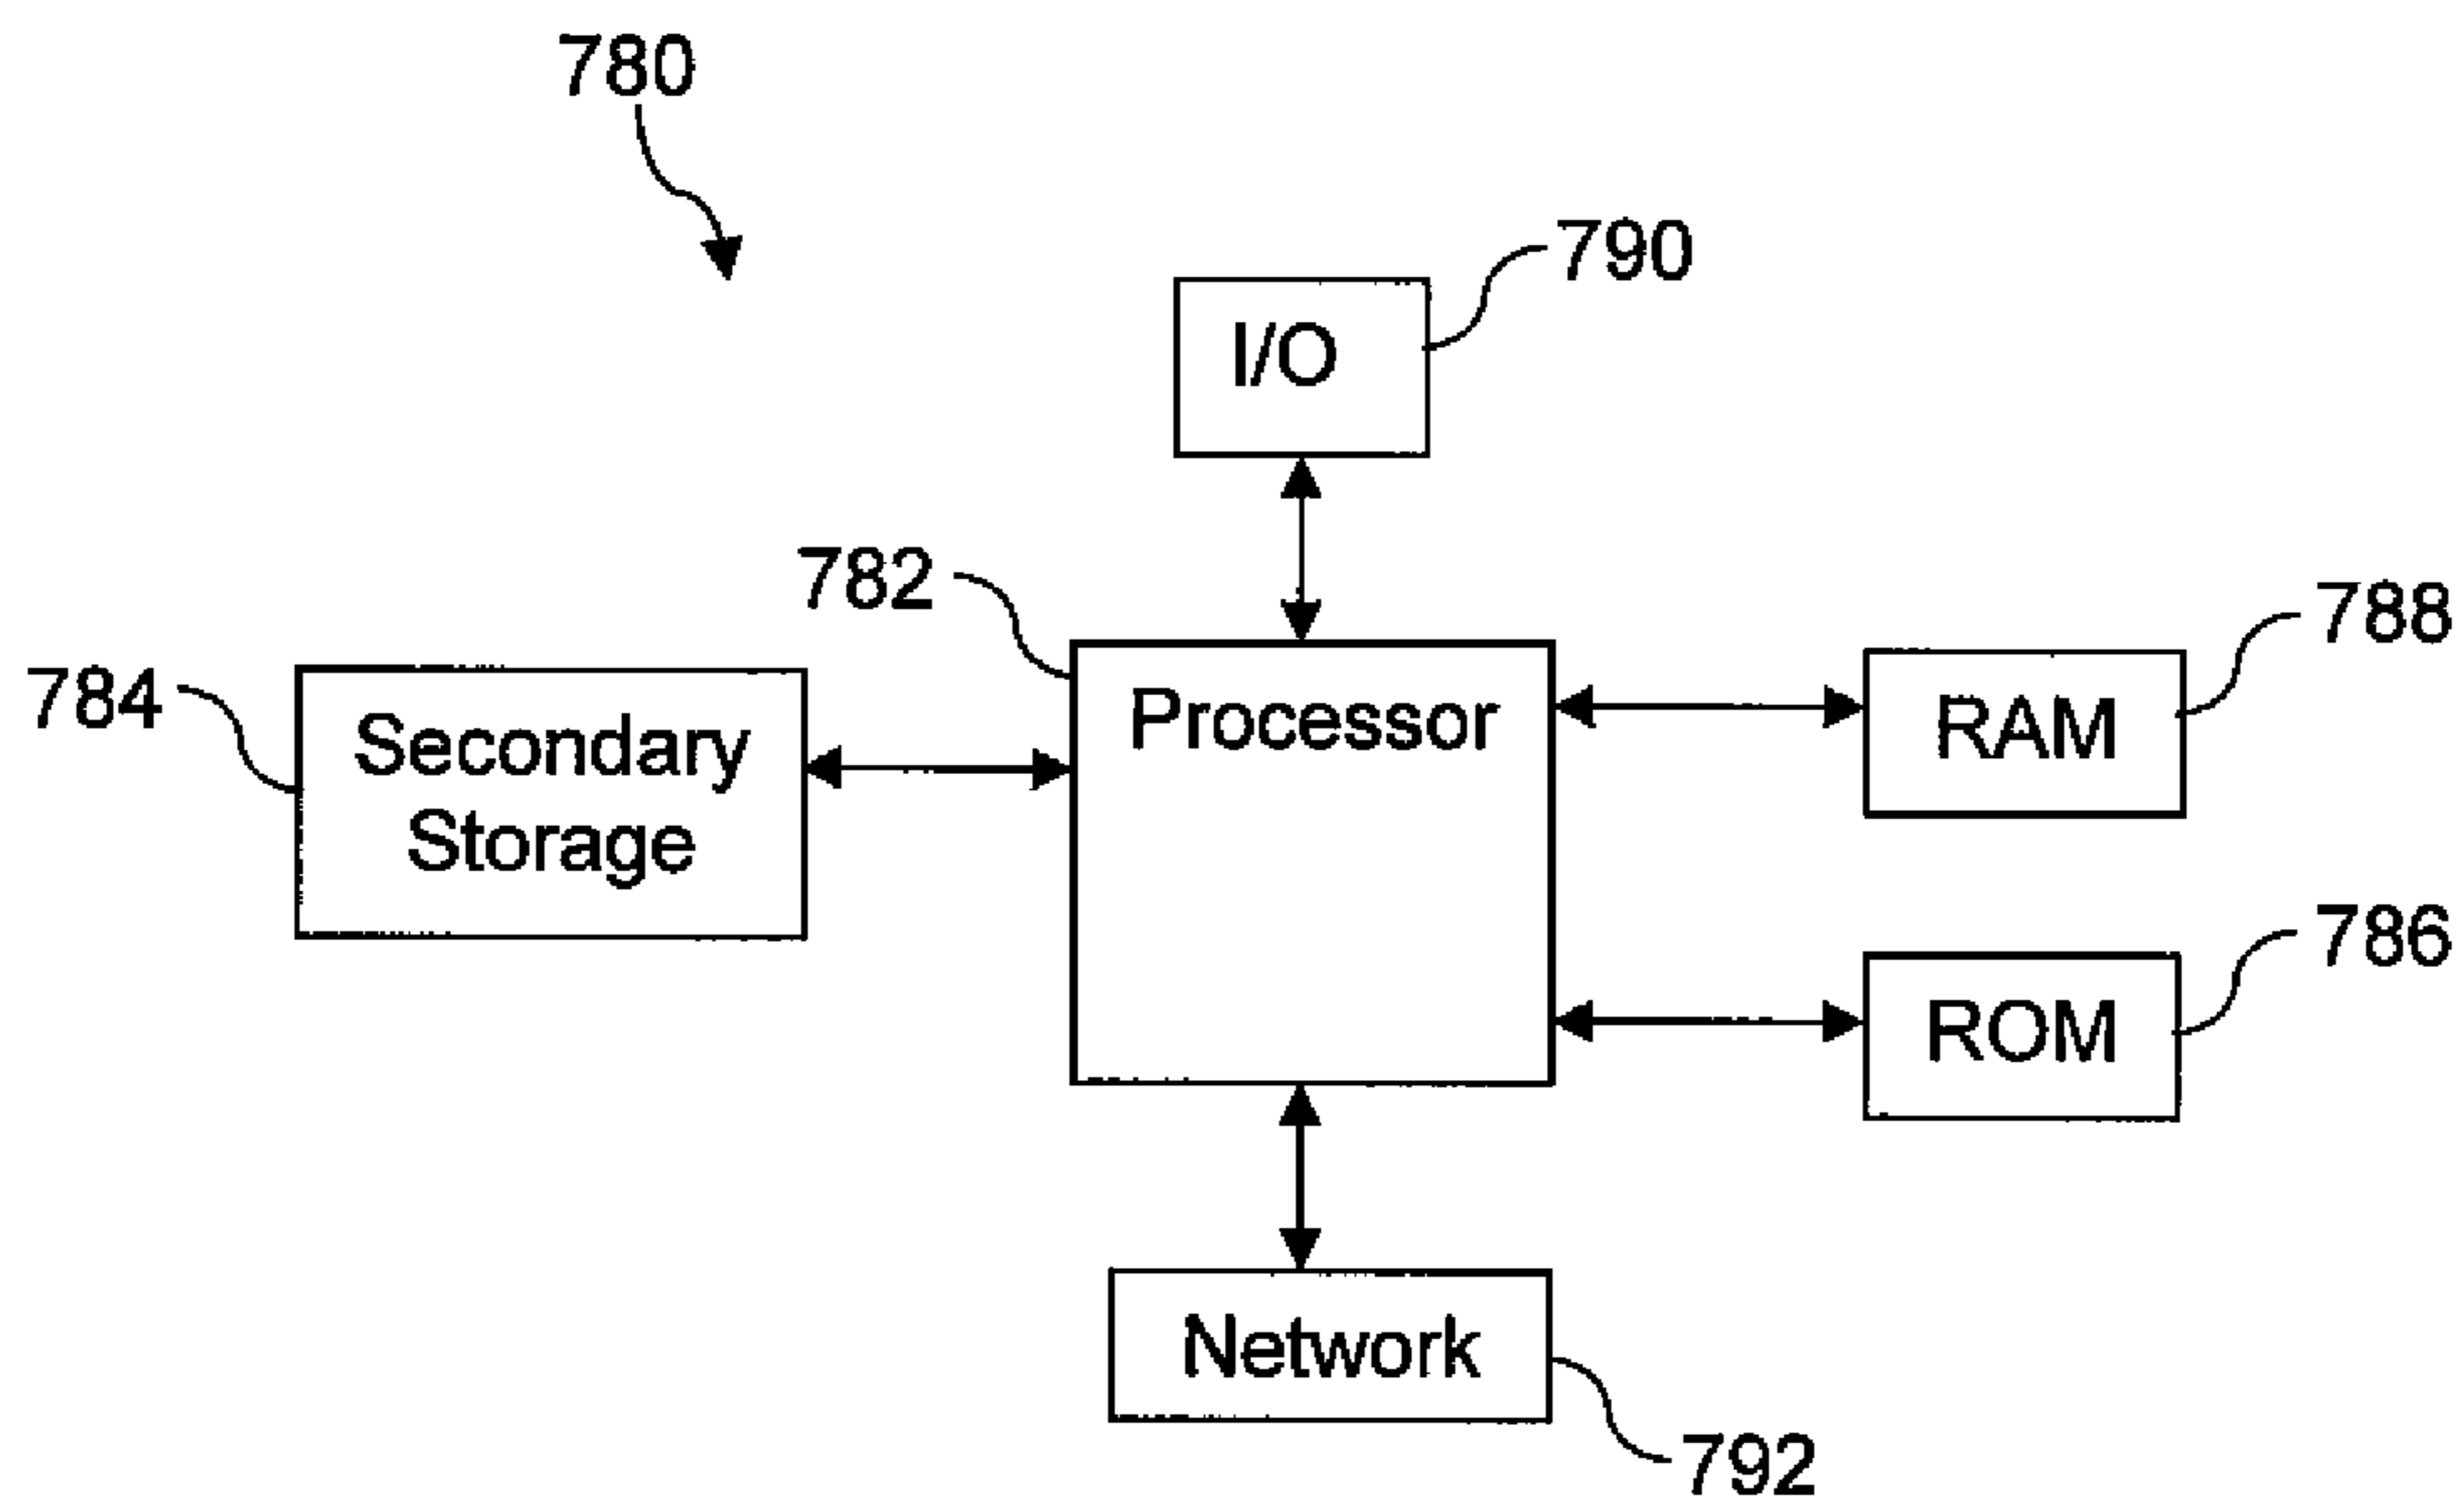 780
790
I/O
782
788
784
Processor
RAM
Secondary
Storage
786
ROM
Network
792